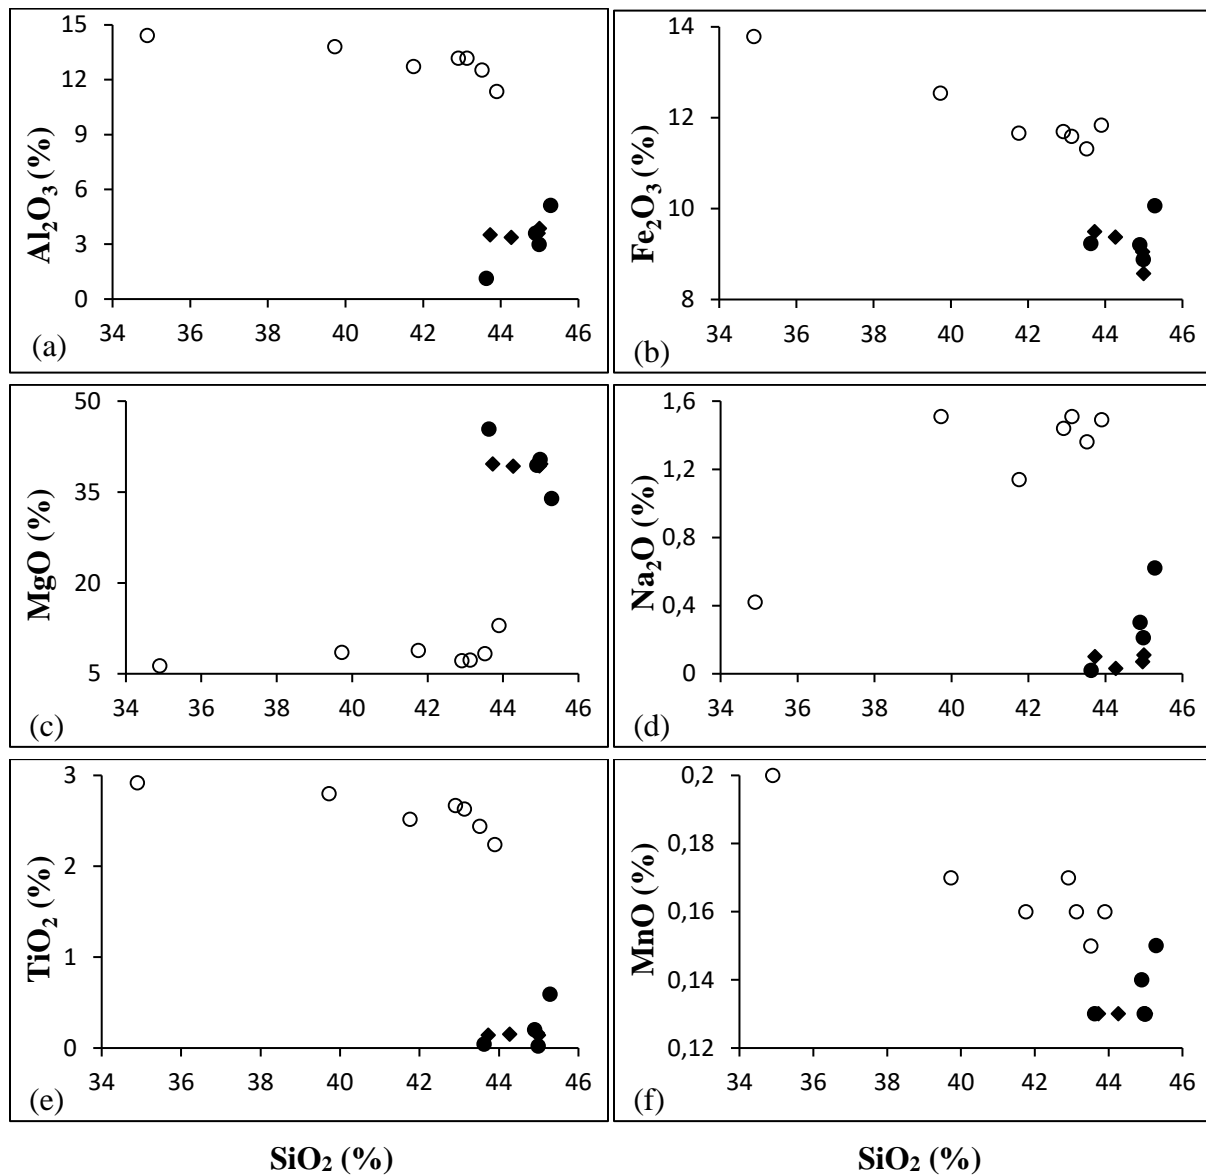 15
12
9
6
3
0
Al₂O₃ (%)
34 36 38 40 42 44 46
(a)
14
12
10
8
Fe₂O₃ (%)
34 36 38 40 42 44 46
(b)
50
35
20
5
MgO (%)
34 36 38 40 42 44 46
(c)
1,6
1,2
0,8
0,4
0
Na₂O (%)
34 36 38 40 42 44 46
(d)
3
2
1
0
TiO₂ (%)
34 36 38 40 42 44 46
(e)
0,2
0,18
0,16
0,14
0,12
MnO (%)
34 36 38 40 42 44 46
(f)
SiO₂ (%)
SiO₂ (%)